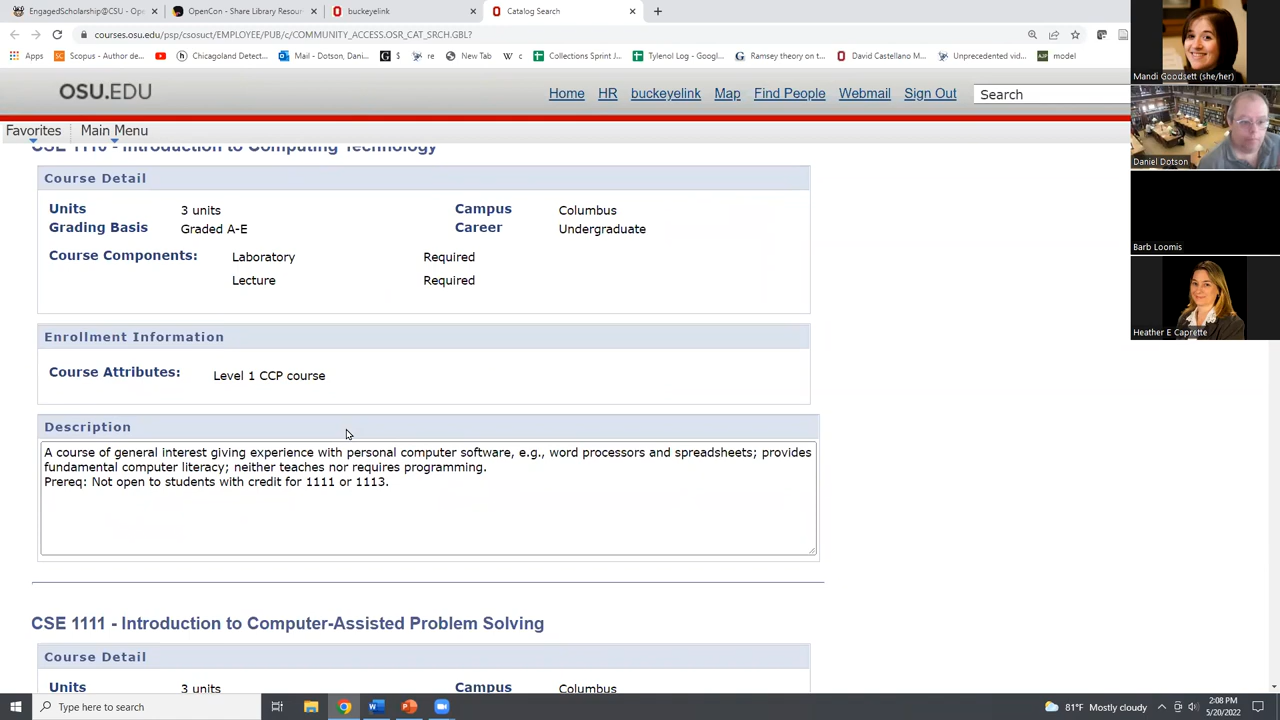 EngagedScholarship@CSU - Ope
OpenCon - Share Library Resour
buckeyelink
Catalog Search
courses.osu.edu/psp/csosuct/EMPLOYEE/PUB/c/COMMUNITY_ACCESS.OSR_CAT_SRCH.GBL
Apps
Scopus - Author de...
Chicagoland Detect...
Mail - Dotson, Dani...
$
New Tab
Collections Sprint J...
Tylenol Log - Googl...
Ramsey theory on t...
David Castellano M...
Unprecedented vid...
model
OSU.EDU
Home
HR
buckeyelink
Map
Find People
Webmail
Sign Out
Search
Favorites
Main Menu
CSE 1110 - Introduction to Computing Technology
Course Detail
Units 3 units Campus Columbus
Grading Basis Graded A-E Career Undergraduate
Course Components: Laboratory Required
Lecture Required
Enrollment Information
Course Attributes: Level 1 CCP course
Description
A course of general interest giving experience with personal computer software, e.g., word processors and spreadsheets; provides
fundamental computer literacy; neither teaches nor requires programming.
Prereq: Not open to students with credit for 1111 or 1113.
CSE 1111 - Introduction to Computer-Assisted Problem Solving
Course Detail
Units 3 units Campus Columbus
Mandi Goodsett (she/her)
Daniel Dotson
Barb Loomis
Heather E Caprette
Type here to search
81°F Mostly cloudy
2:08 PM
5/20/2022